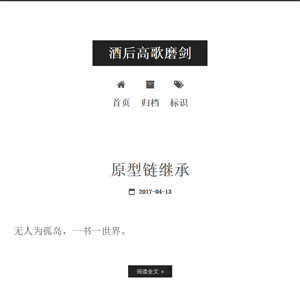 酒后高歌磨剑
首页 归档 标识
原型链继承
2017-04-13
无人为孤岛，一书一世界。
阅读全文 »